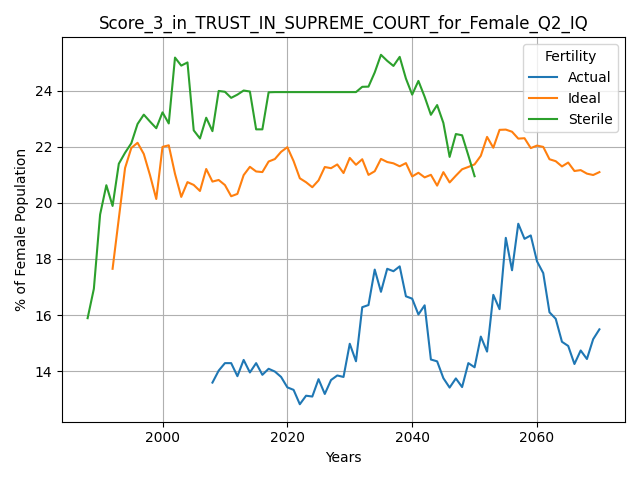 Score_3_in_TRUST_IN_SUPREME_COURT_for_Female_Q2_IQ
Fertility
Actual
Ideal
Sterile
% of Female Population
24
22
20
18
16
14
2000
2020
2040
2060
Years